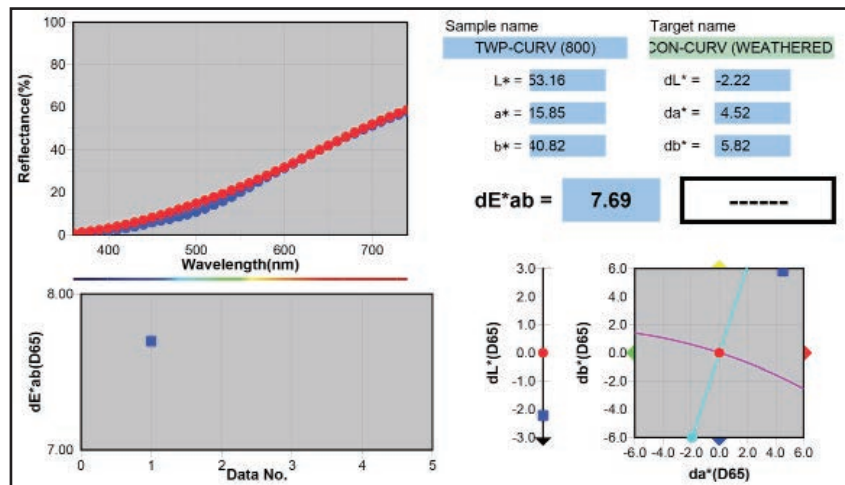 100
80
60
40
20
0
Reflectance(%)
400 500 600 700
Wavelength(nm)
Sample name Target name
TWP-CURV (800) CON-CURV (WEATHERED
L* = 53.16 dL* = -2.22
a* = 15.85 da* = 4.52
b* = 40.82 db* = 5.82
dE*ab = 7.69 ------
8.00
7.00
dE*ab(D65)
0 1 2 3 4 5
Data No.
3.0
2.0
1.0
0.0
-1.0
-2.0
-3.0
dL*(D65)
6.0
4.0
2.0
0.0
-2.0
-4.0
-6.0
db*(D65)
-6.0 -4.0 -2.0 0.0 2.0 4.0 6.0
da*(D65)